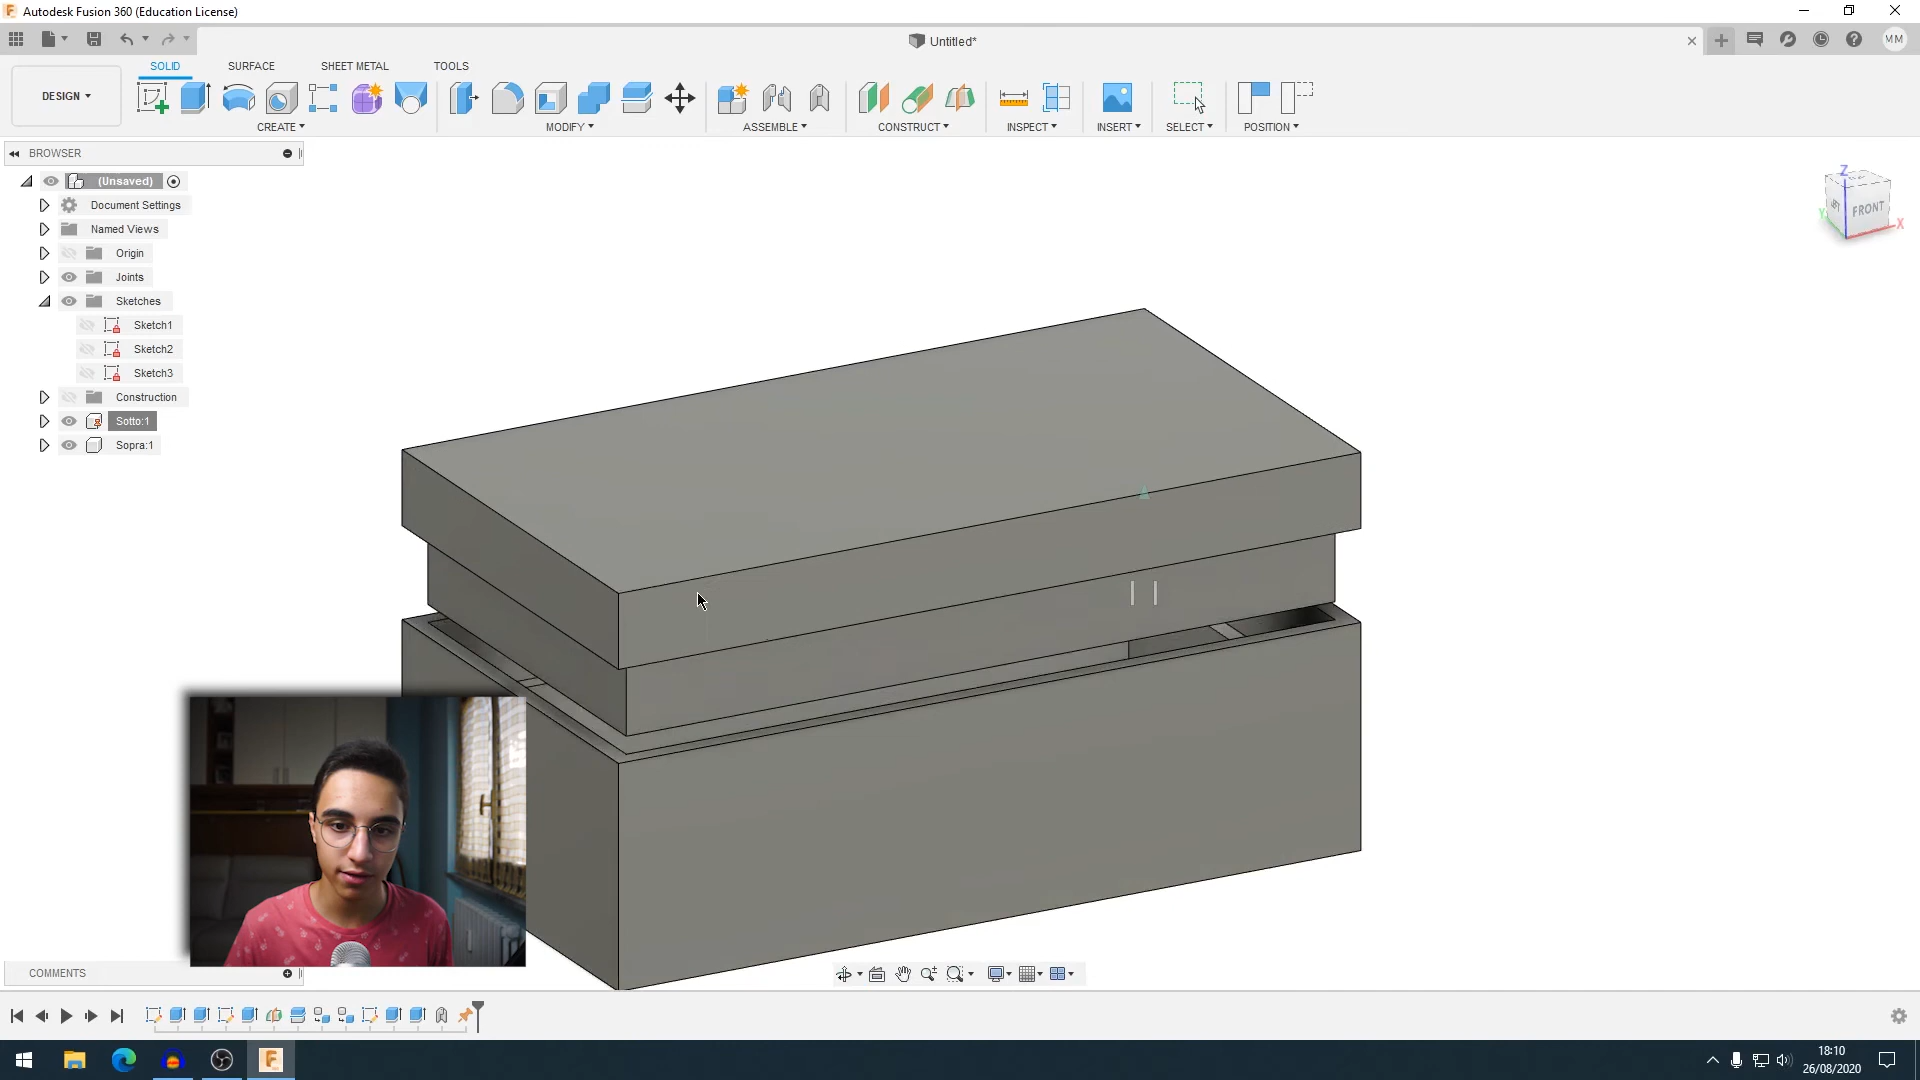 Autodesk Fusion 360 (Education License)
Untitled*
MM
DESIGN
SOLID SURFACE SHEET METAL TOOLS
CREATE MODIFY ASSEMBLE CONSTRUCT INSPECT INSERT SELECT POSITION
BROWSER
(Unsaved)
Document Settings
Named Views
Origin
Joints
Sketches
Sketch1
Sketch2
Sketch3
Construction
Sotto:1
Sopra:1
Z
FRONT
Y
X
COMMENTS
18:10
26/08/2020